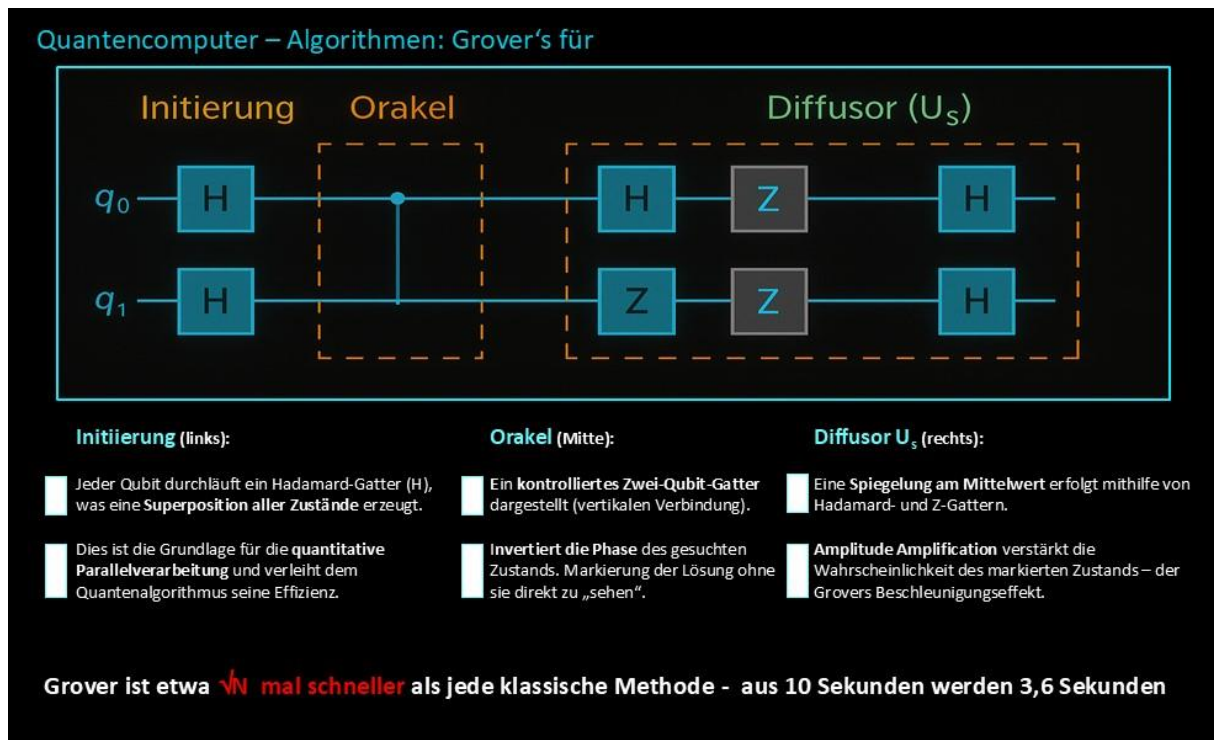 Quantencomputer – Algorithmen: Grover‘s für
Initierung Orakel Diffusor (Us)
q0 H H Z H
q1 H Z Z H
Initiierung (links):
Jeder Qubit durchläuft ein Hadamard-Gatter (H),
was eine Superposition aller Zustände erzeugt.
Dies ist die Grundlage für die quantitative
Parallelverarbeitung und verleiht dem
Quantenalgorithmus seine Effizienz.
Orakel (Mitte):
Ein kontrolliertes Zwei-Qubit-Gatter
dargestellt (vertikalen Verbindung).
Invertiert die Phase des gesuchten
Zustands. Markierung der Lösung ohne
sie direkt zu „sehen“.
Diffusor Us (rechts):
Eine Spiegelung am Mittelwert erfolgt mithilfe von
Hadamard- und Z-Gattern.
Amplitude Amplification verstärkt die
Wahrscheinlichkeit des markierten Zustands – der
Grovers Beschleunigungseffekt.
Grover ist etwa √N mal schneller als jede klassische Methode - aus 10 Sekunden werden 3,6 Sekunden